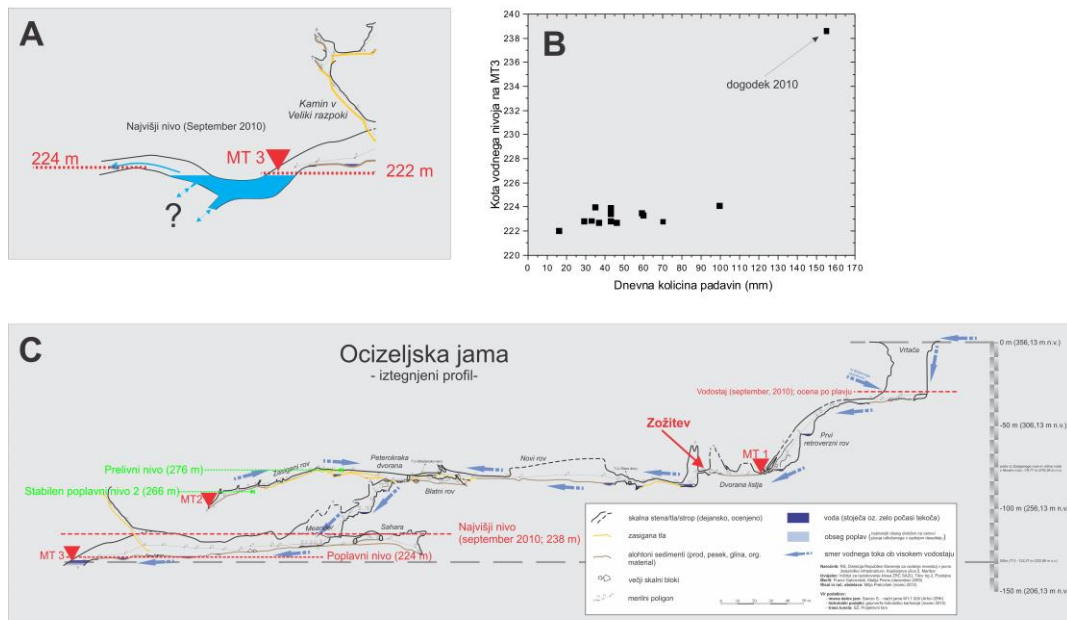 A
Kamin v
Veliki razpoki
Najvišji nivo (September 2010)
224 m
MT 3
222 m
?
B
Kota vodnega nivoja na MT3
240
238
236
234
232
230
228
226
224
222
220
dogodek 2010
0 10 20 30 40 50 60 70 80 90 100 110 120 130 140 150 160 170
Dnevna kolicina padavin (mm)
C
Ocizeljska jama
- iztegnjeni profil-
Vrtača
0 m (356,13 m n.v.)
Vodostaj (september, 2010); ocena po plavju
-50 m (306,13 m n.v.)
Prvi
retroverzni rov
Zožitev
MT 1
Dvorana listja
Novi rov
Peterokraka
dvorana
Zasigani rov
Blatni rov
Prelivni nivo (276 m)
Stabilen poplavni nivo 2 (266 m)
MT2
-100 m (256,13 m n.v.)
Meander
Sahara
Najvišji nivo
(september 2010; 238 m)
MT 3
Poplavni nivo (224 m)
-150 m (206,13 m n.v.)
skalna stena/tla/strop (dejansko, ocenjeno)
zasigana tla
alohtoni sedimenti (prod, pesek, glina, org.
material)
večji skalni bloki
merilni poligon
voda (stoječa oz. zelo počasi tekoča)
obseg poplav
smer vodnega toka ob visokem vodostaju